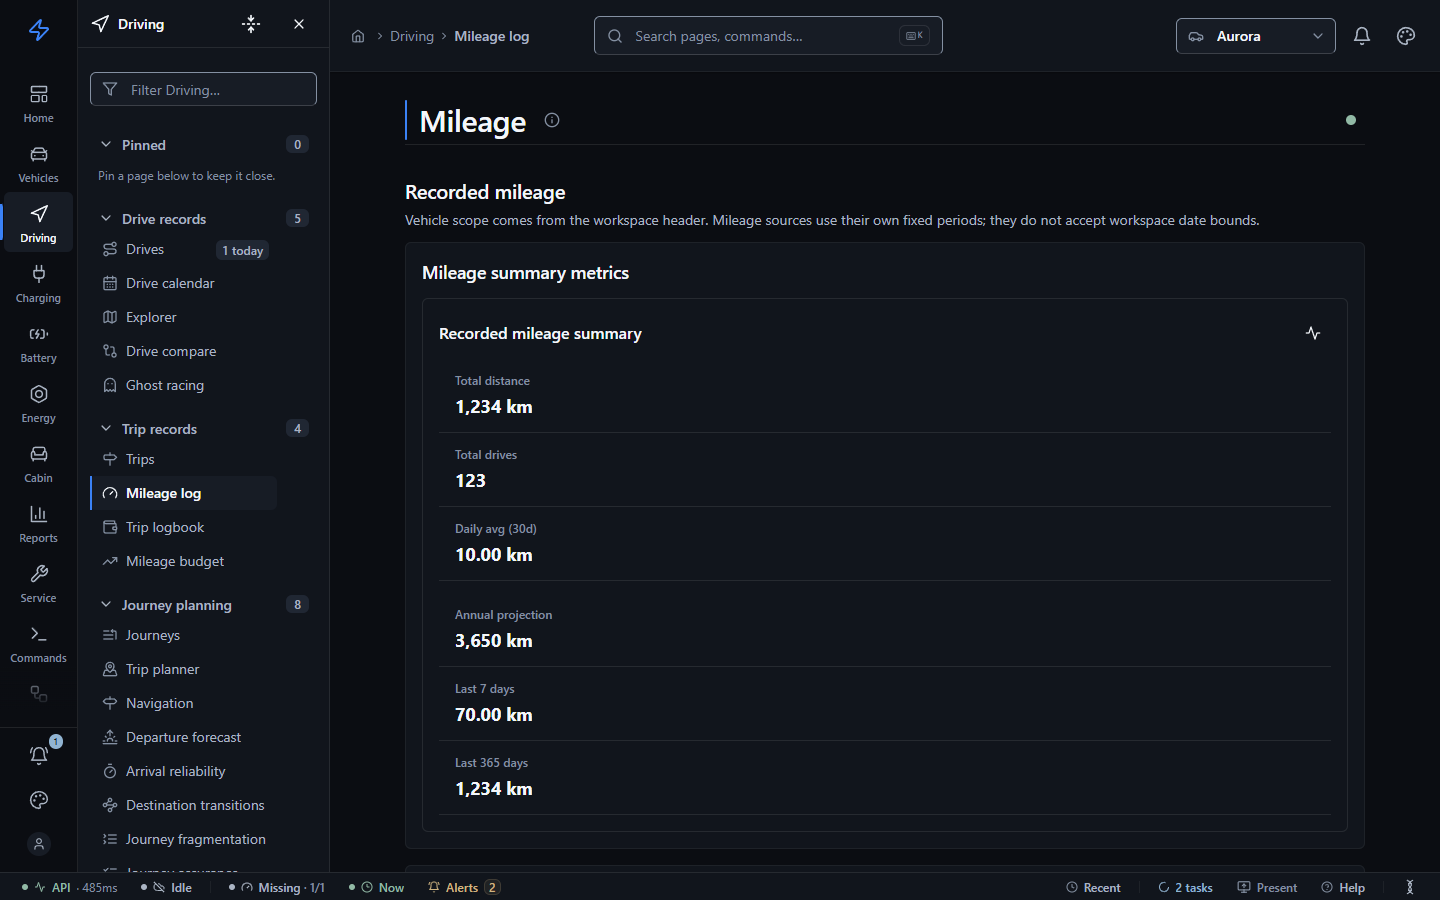 Home
Vehicles
Driving
Charging
Battery
Energy
Cabin
Reports
Service
Commands
1
Driving
Filter Driving...
Pinned 0
Pin a page below to keep it close.
Drive records 5
Drives 1 today
Drive calendar
Explorer
Drive compare
Ghost racing
Trip records 4
Trips
Mileage log
Trip logbook
Mileage budget
Journey planning 8
Journeys
Trip planner
Navigation
Departure forecast
Arrival reliability
Destination transitions
Journey fragmentation
Driving > Mileage log
Search pages, commands... K
Aurora
Mileage
Recorded mileage
Vehicle scope comes from the workspace header. Mileage sources use their own fixed periods; they do not accept workspace date bounds.
Mileage summary metrics
Recorded mileage summary
Total distance
1,234 km
Total drives
123
Daily avg (30d)
10.00 km
Annual projection
3,650 km
Last 7 days
70.00 km
Last 365 days
1,234 km
API · 485ms Idle Missing · 1/1 Now Alerts 2 Recent 2 tasks Present Help